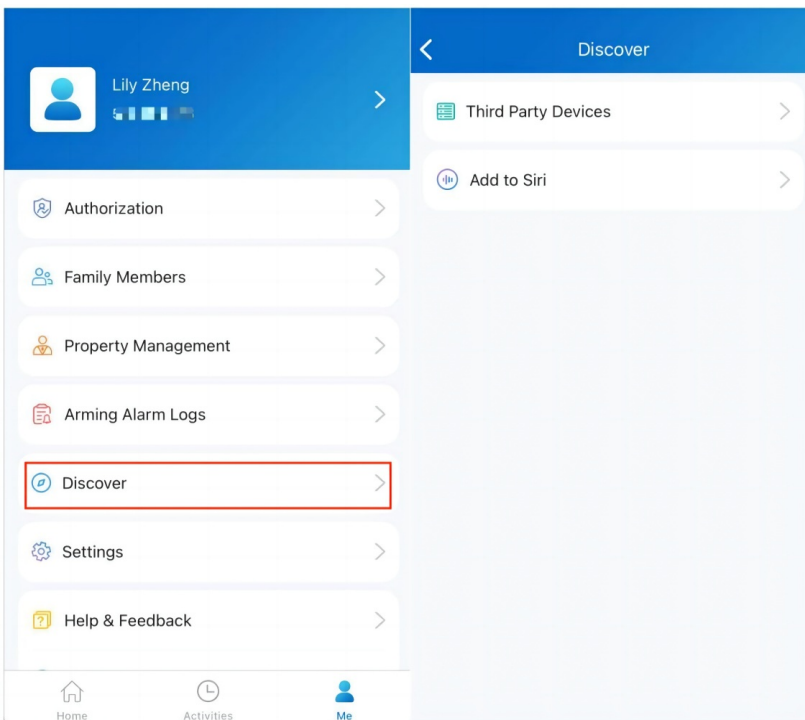 Lily Zheng
Authorization
Family Members
Property Management
Arming Alarm Logs
Discover
Settings
Help & Feedback
Home
Activities
Me
Discover
Third Party Devices
Add to Siri